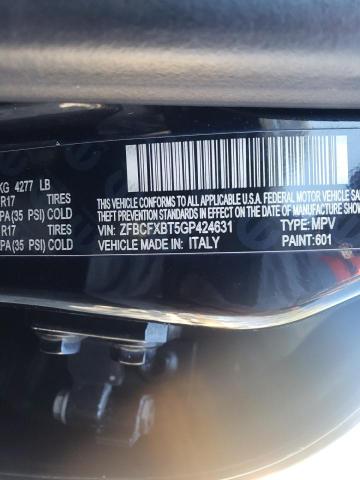 KG 4277 LB
R17 TIRES
PA (35 PSI) COLD
R17 TIRES
PA (35 PSI) COLD
THIS VEHICLE CONFORMS TO ALL APPLICABLE U.S.A. FEDERAL MOTOR VEHICLE SAFE
THEFT PREVENTION STANDARDS IN EFFECT ON THE DATE OF MANUFACTURE SHOW
VIN: ZFBCFXBT5GP424631 TYPE: MPV
VEHICLE MADE IN: ITALY PAINT: 601